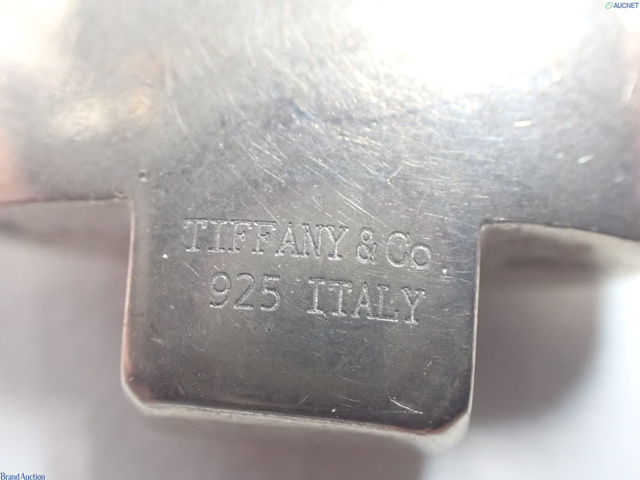 AUCNET
TIFFANY & Co
925 ITALY
Brand Auction